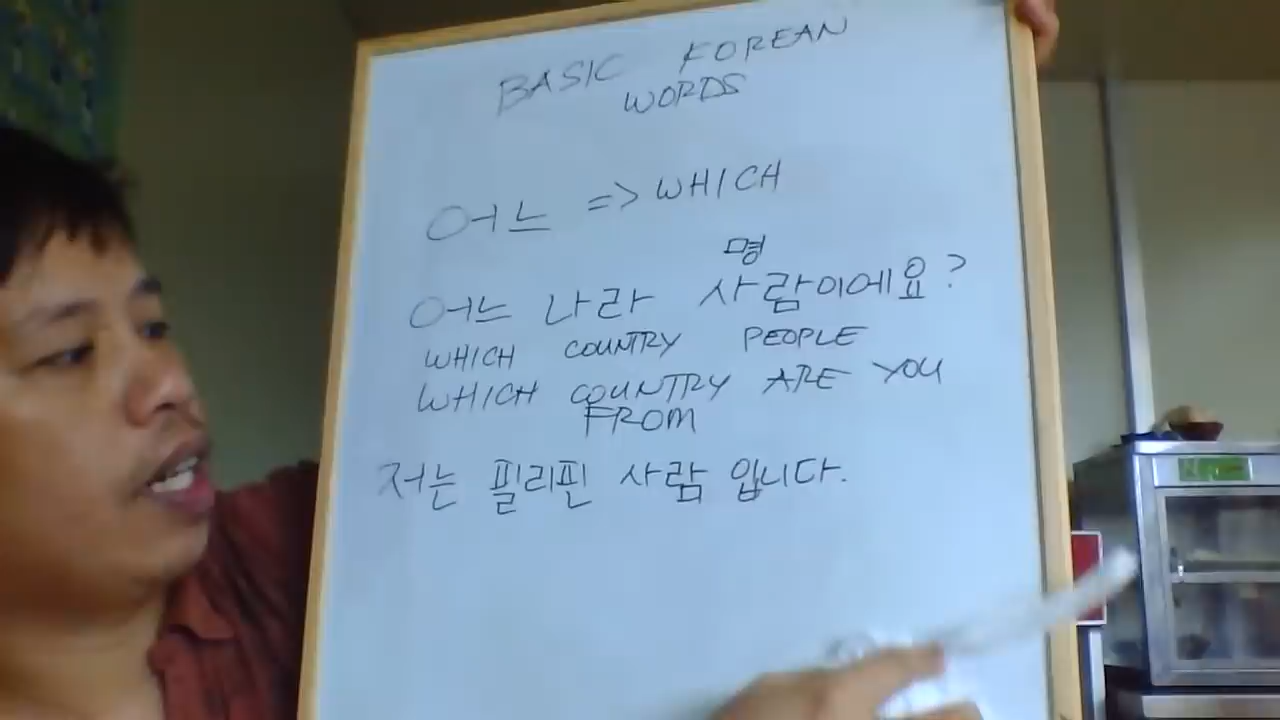 BASIC KOREAN
WORDS
어느 => WHICH
명
어느 나라 사람이에요?
WHICH COUNTRY PEOPLE
WHICH COUNTRY ARE YOU
FROM
저는 필리핀 사람 입니다.